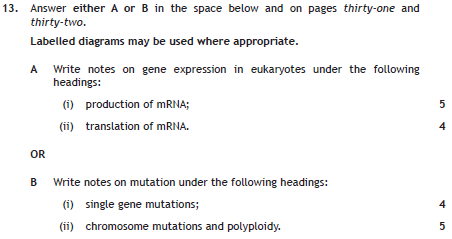 13. Answer either A or B in the space below and on pages thirty-one and
thirty-two.
Labelled diagrams may be used where appropriate.
A Write notes on gene expression in eukaryotes under the following
headings:
(i) production of mRNA; 5
(ii) translation of mRNA. 4
OR
B Write notes on mutation under the following headings:
(i) single gene mutations; 4
(ii) chromosome mutations and polyploidy. 5